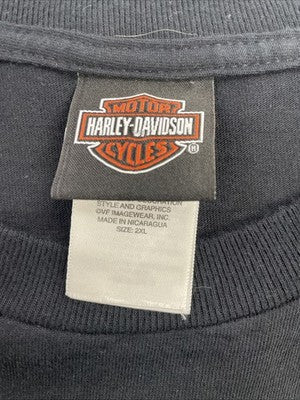 MOTOR
HARLEY-DAVIDSON
CYCLES
®
STYLE AND GRAPHICS
GVF IMAGEWEAR, INC.
MADE IN NICARAGUA
SIZE: 2XL